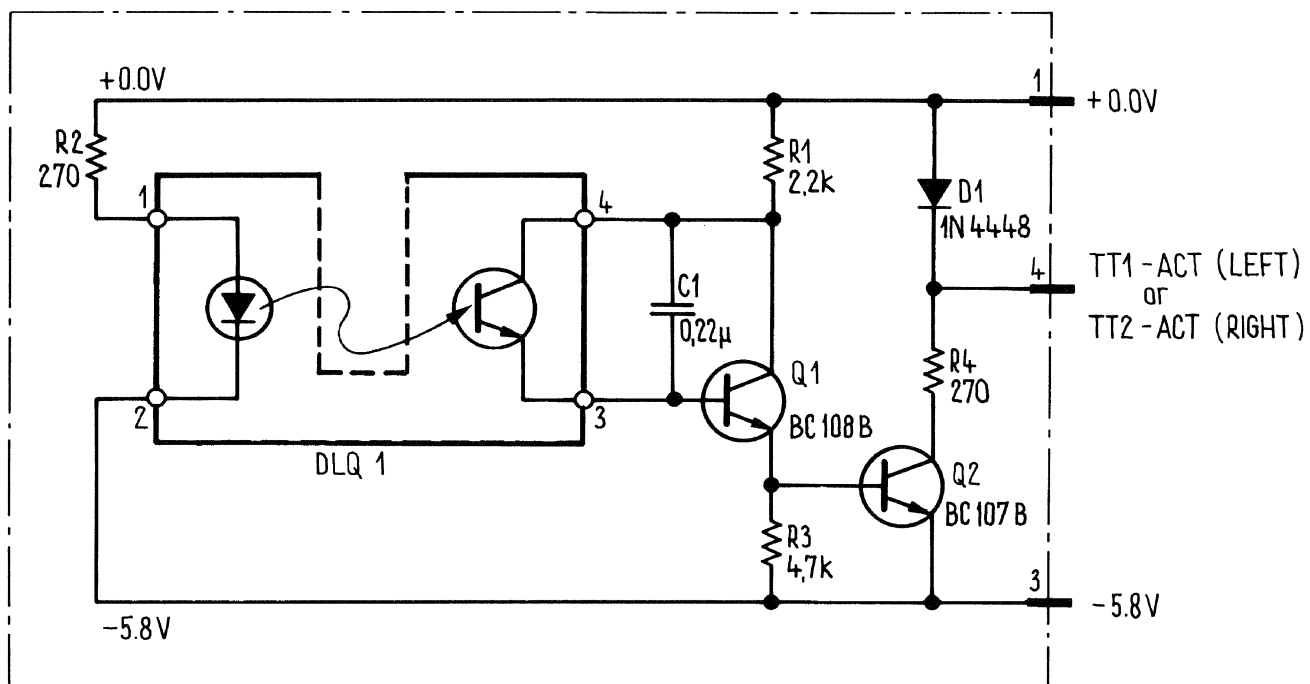 +0.0V
1
+0.0V
R2
270
R1
2,2k
1
4
D1
1N4448
4
TT1-ACT (LEFT)
or
TT2-ACT (RIGHT)
C1
0,22µ
R4
270
Q1
BC108B
2
3
DLQ 1
Q2
BC107B
R3
4,7k
3
-5.8V
-5.8V